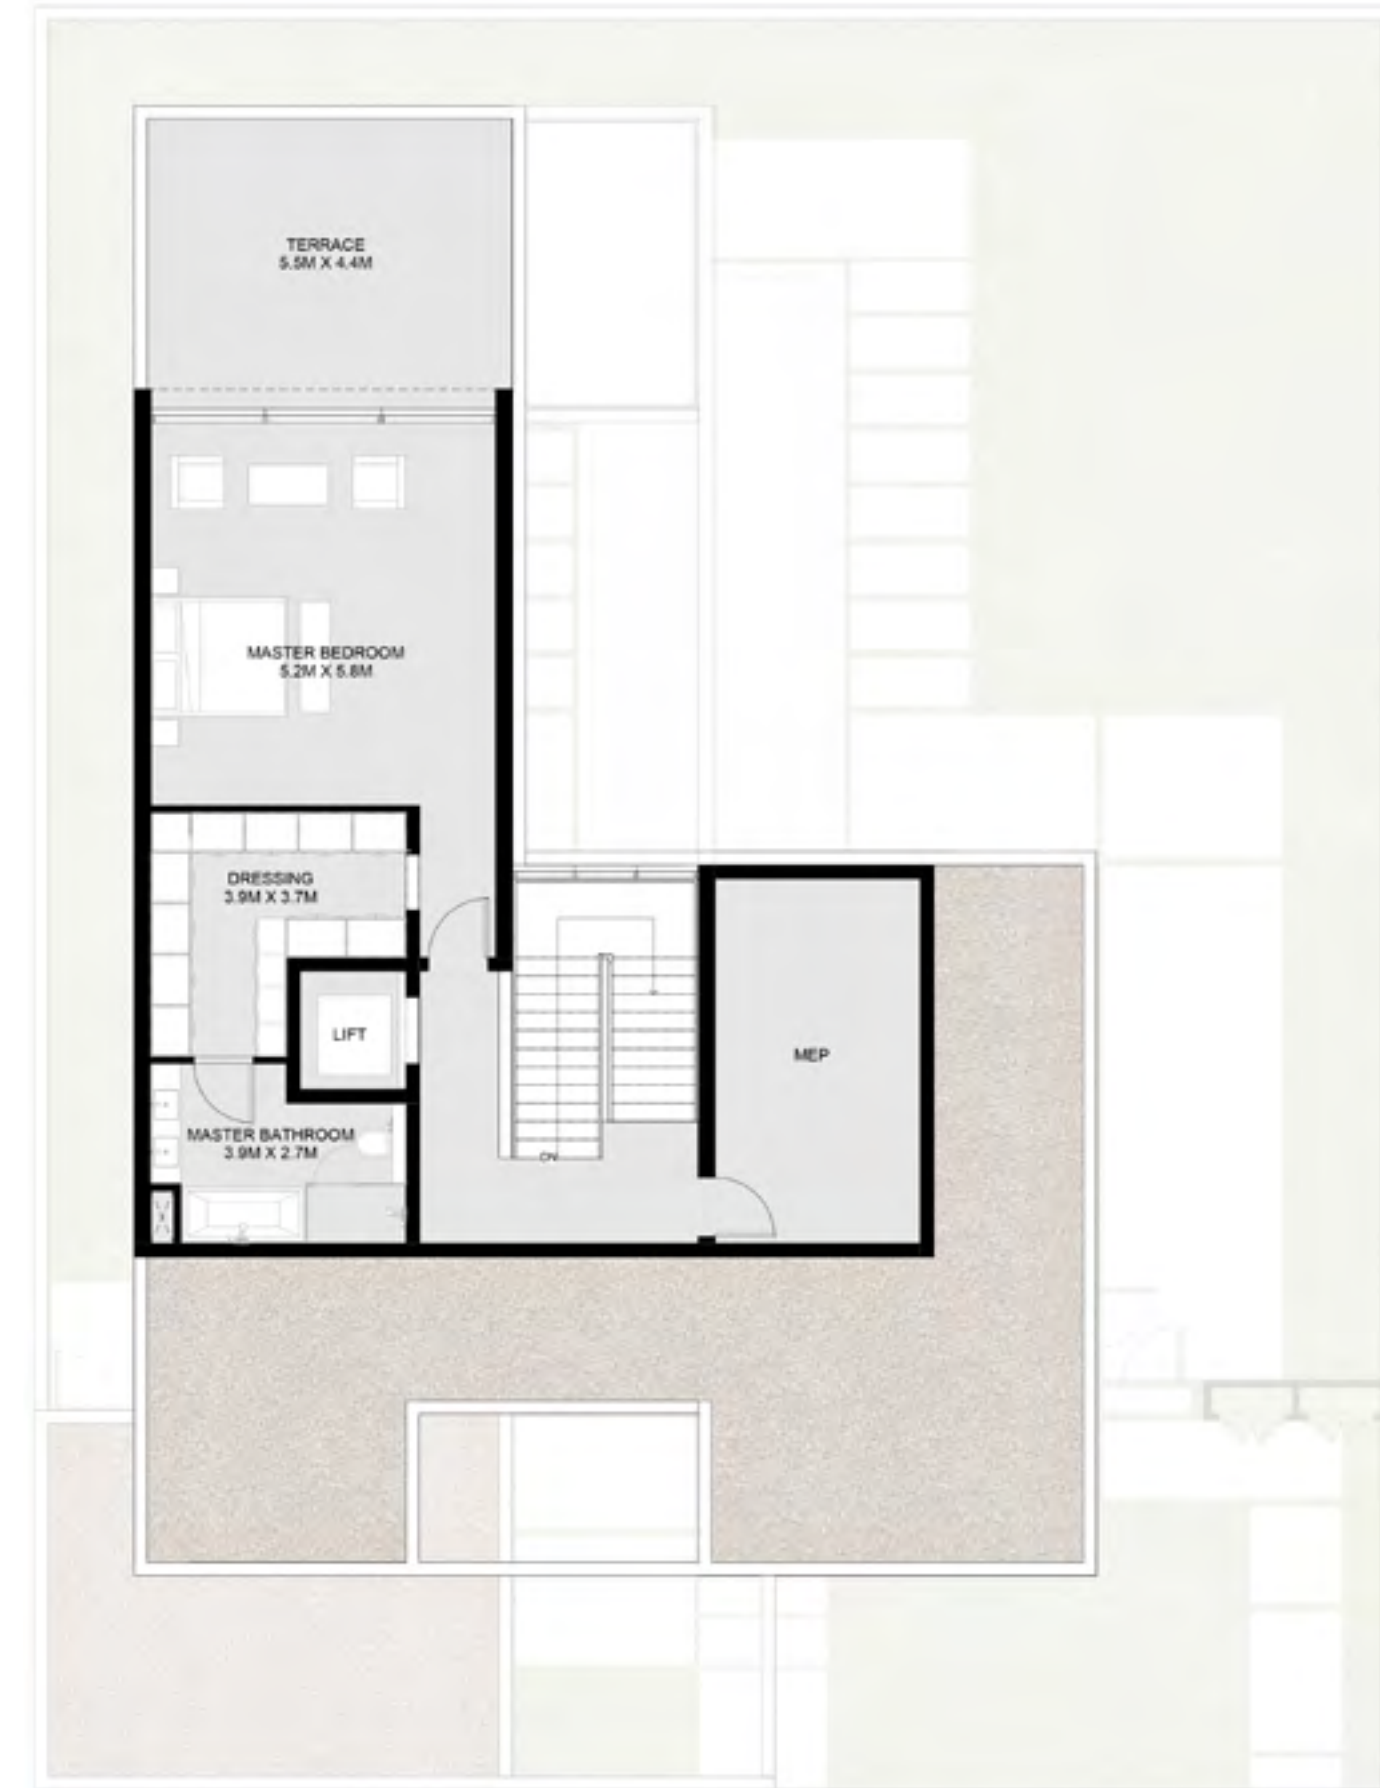 TERRACE
5.5M X 4.4M
MASTER BEDROOM
5.2M X 5.8M
DRESSING
3.9M X 3.7M
LIFT
MEP
MASTER BATHROOM
3.9M X 2.7M
DN